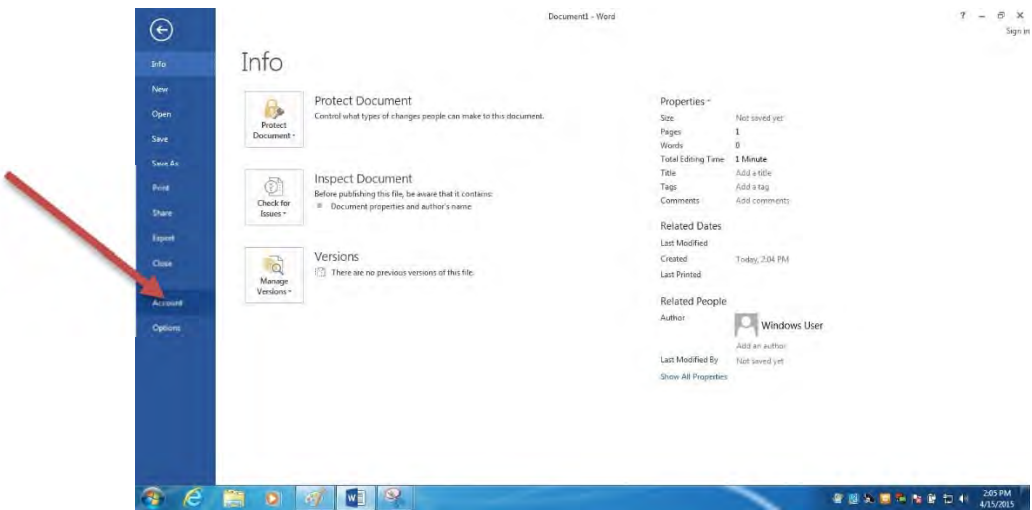 Document1 - Word
?
Sign in
Info
New
Open
Save
Save As
Print
Share
Export
Close
Account
Options
Info
Protect Document
Control what types of changes people can make to this document.
Protect
Document
Inspect Document
Before publishing this file, be aware that it contains:
Document properties and author's name
Check for
Issues
Versions
There are no previous versions of this file.
Manage
Versions
Properties
Size Not saved yet
Pages 1
Words 0
Total Editing Time 1 Minute
Title Add a title
Tags Add a tag
Comments Add comments
Related Dates
Last Modified
Created Today, 2:04 PM
Last Printed
Related People
Author Windows User
Add an author
Last Modified By Not saved yet
Show All Properties
2:05 PM
4/15/2015